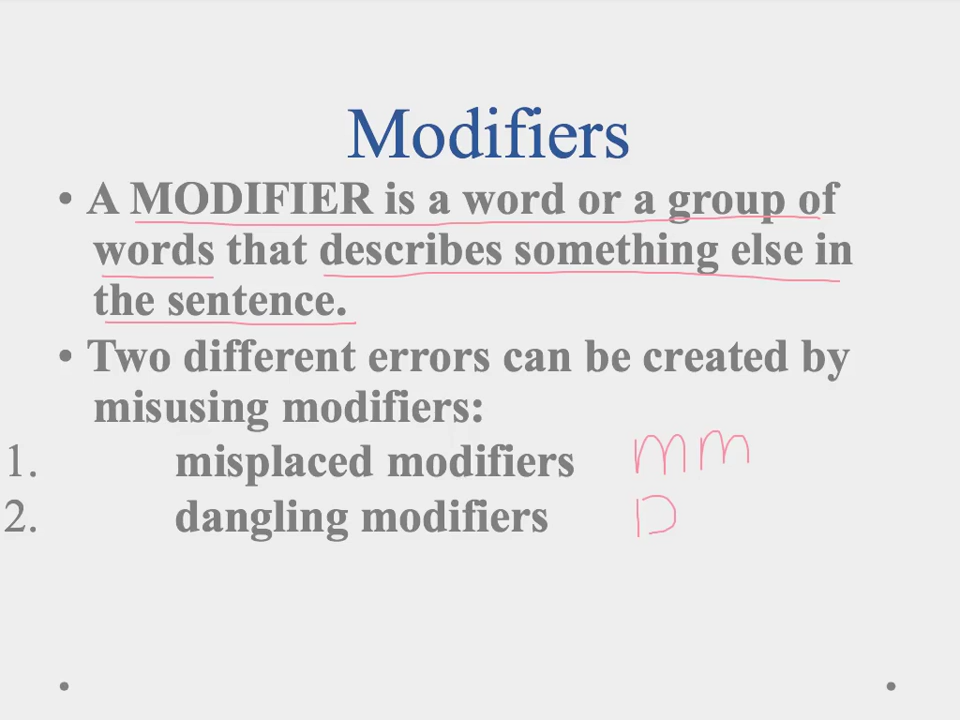 Modifiers
• A MODIFIER is a word or a group of
words that describes something else in
the sentence.
• Two different errors can be created by
misusing modifiers:
1. misplaced modifiers mm
2. dangling modifiers D